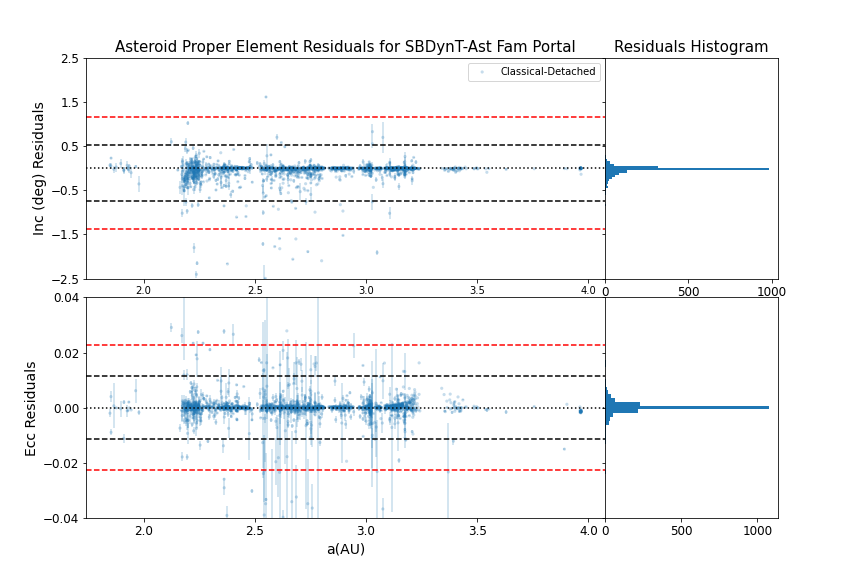 Asteroid Proper Element Residuals for SBDynT-Ast Fam Portal
Residuals Histogram
Classical-Detached
Inc (deg) Residuals
2.5
1.5
0.5
−0.5
−1.5
−2.5
2.0 2.5 3.0 3.5 4.0
0 500 1000
Ecc Residuals
0.04
0.02
0.00
−0.02
−0.04
2.0 2.5 3.0 3.5 4.0
0 500 1000
a(AU)